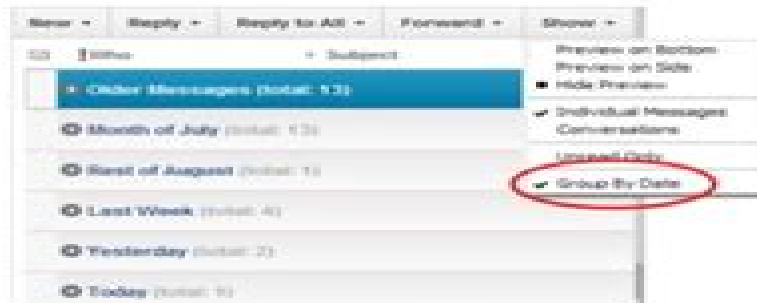 New Reply Reply to All Forward Show
Who Subject
Older Messages (total: 13)
Month of July (total: 13)
Rest of August (total: 1)
Last Week (total: 4)
Yesterday (total: 2)
Today (total:
Preview on Bottom
Preview on Side
Hide Preview
Individual Messages
Conversations
Unread Only
Group By Date